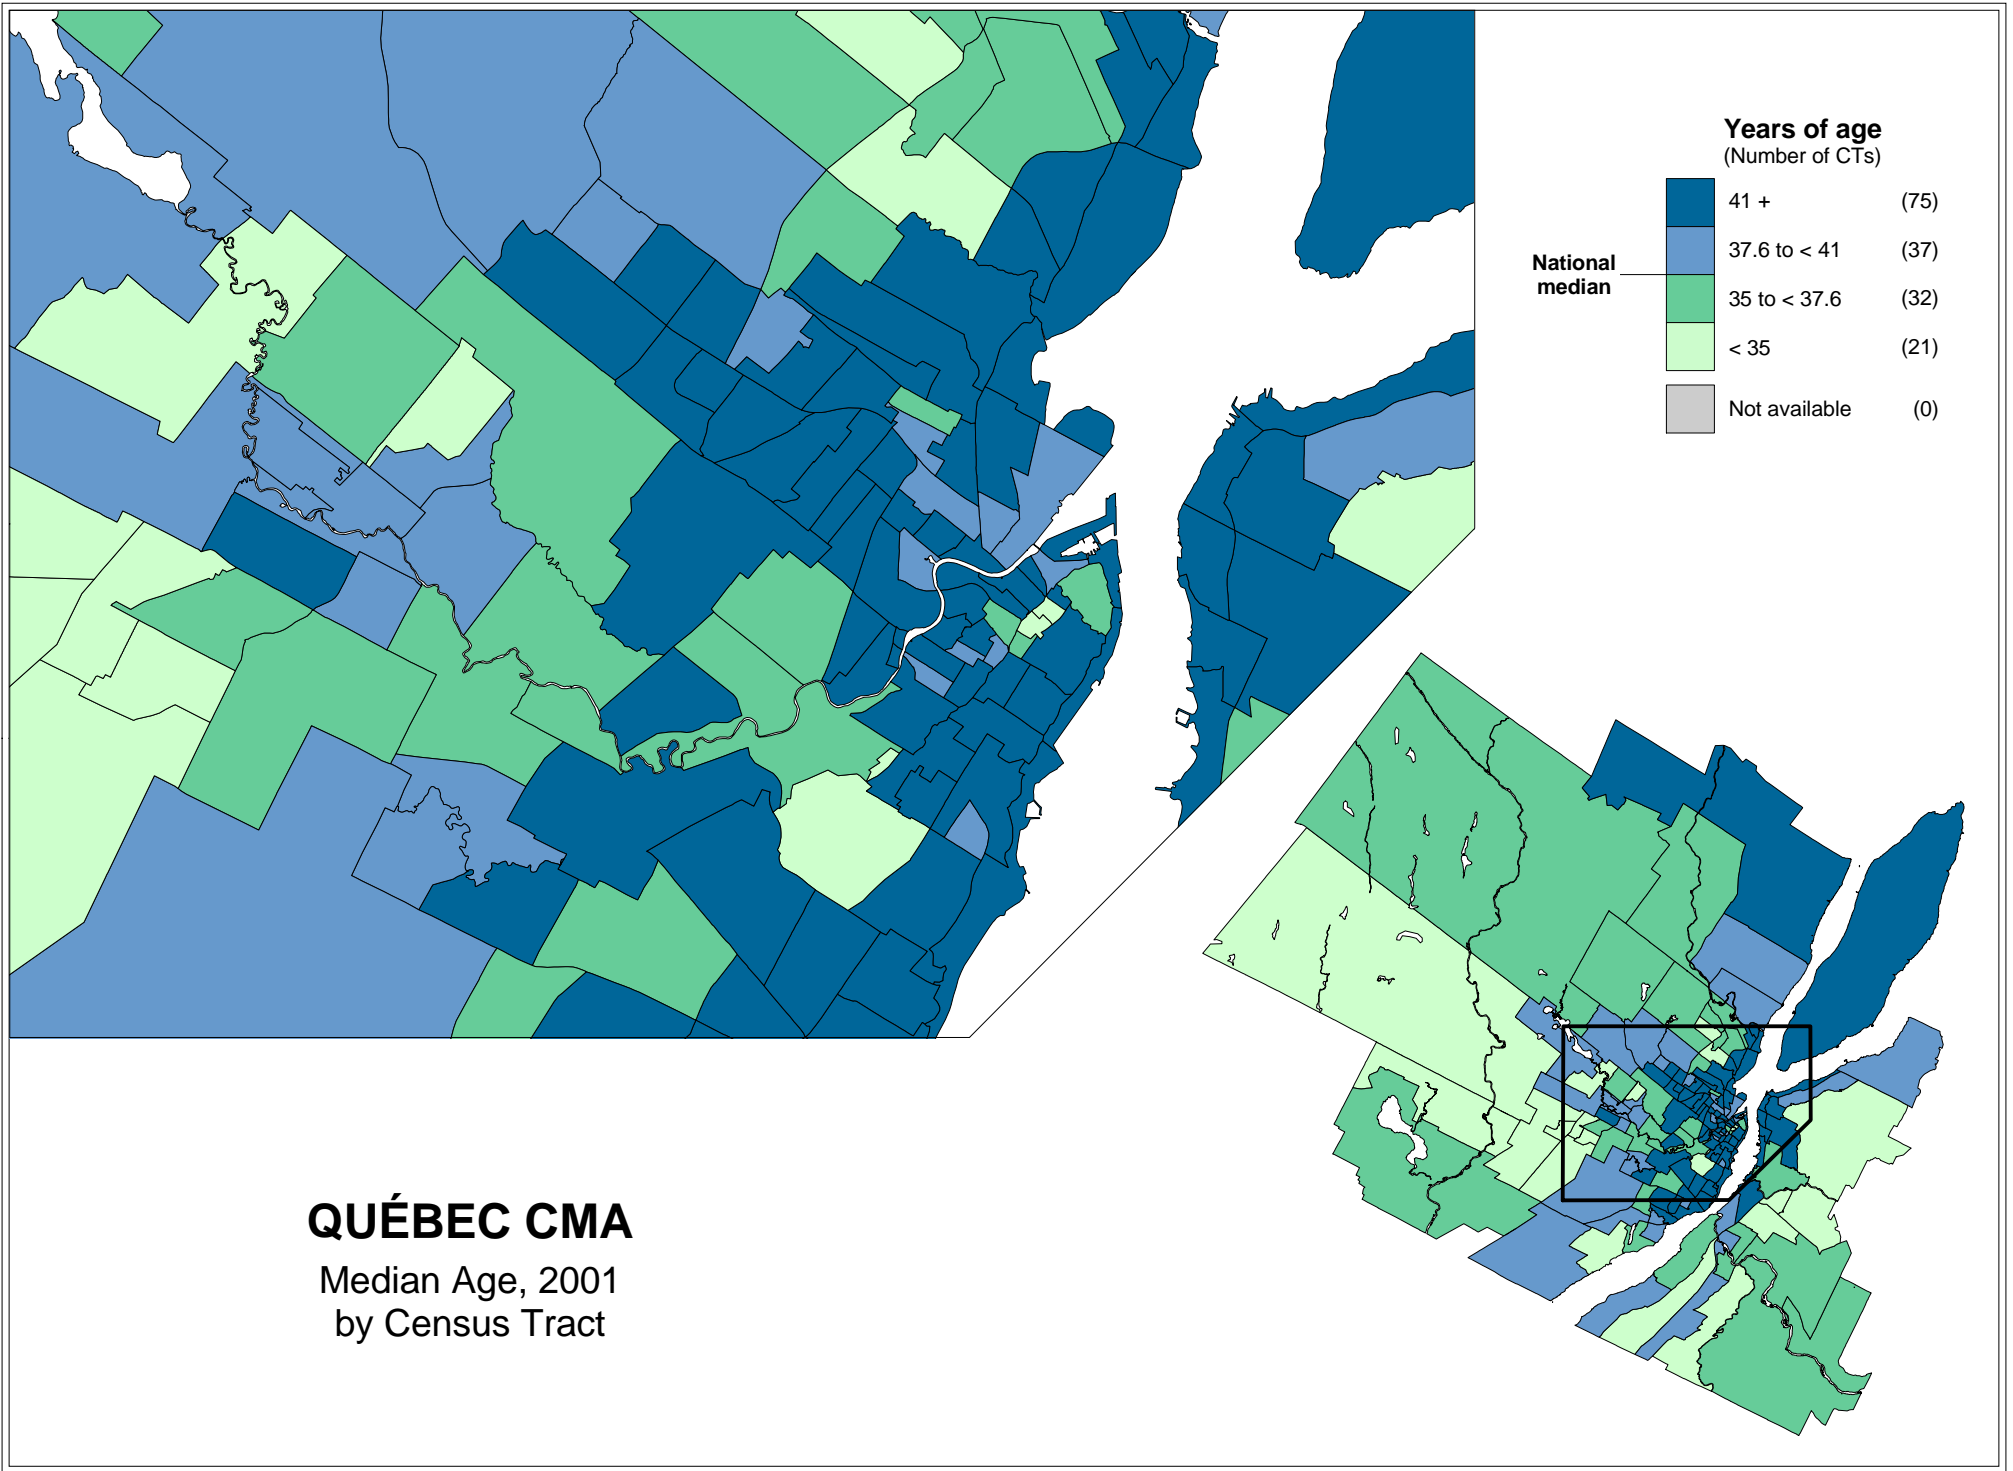 Years of age
(Number of CTs)
41 + (75)
37.6 to < 41 (37)
National
median
35 to < 37.6 (32)
< 35 (21)
Not available (0)
QUÉBEC CMA
Median Age, 2001
by Census Tract